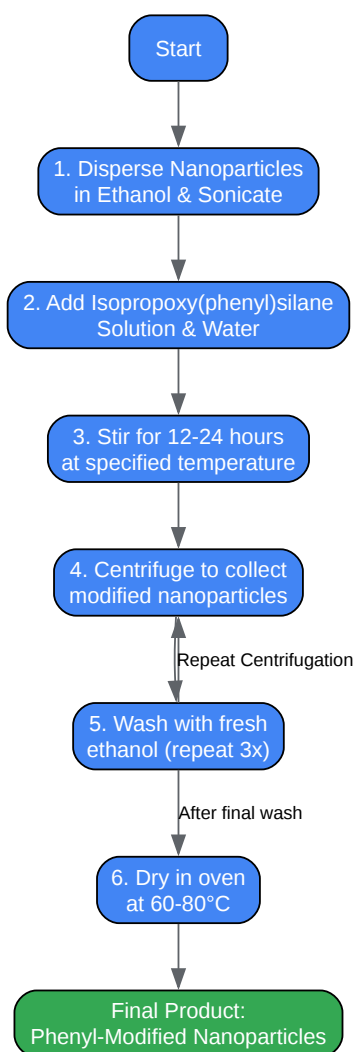 Start
1. Disperse Nanoparticles
in Ethanol & Sonicate
2. Add Isopropoxy(phenyl)silane
Solution & Water
3. Stir for 12-24 hours
at specified temperature
4. Centrifuge to collect
modified nanoparticles
Repeat Centrifugation
5. Wash with fresh
ethanol (repeat 3x)
After final wash
6. Dry in oven
at 60-80°C
Final Product:
Phenyl-Modified Nanoparticles